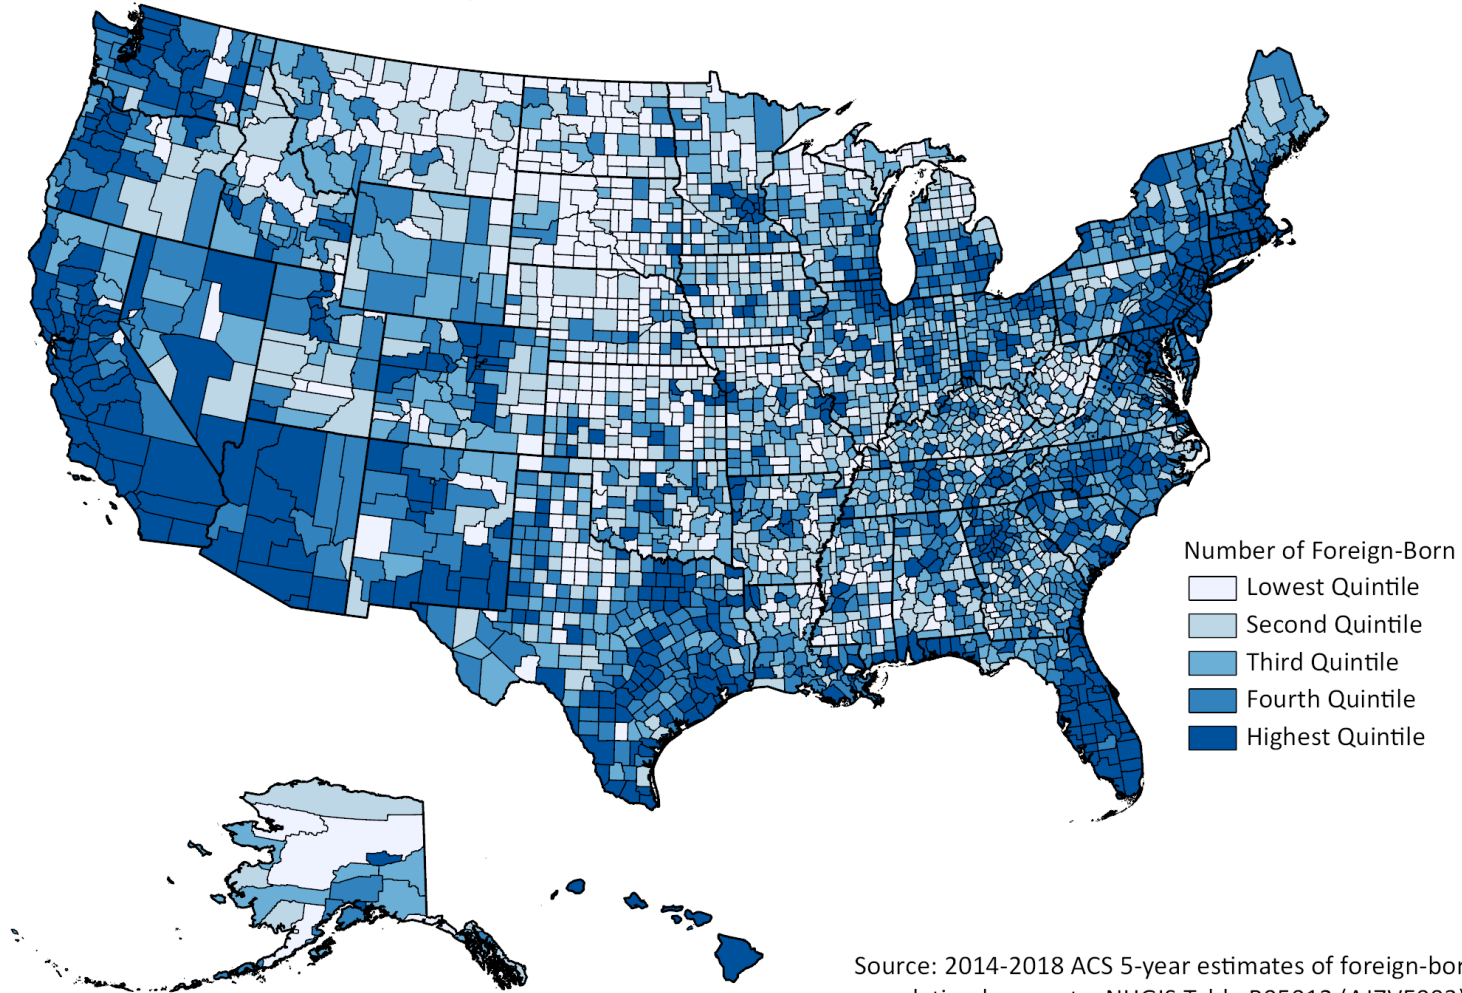 Number of Foreign-Born
Lowest Quintile
Second Quintile
Third Quintile
Fourth Quintile
Highest Quintile
Source: 2014-2018 ACS 5-year estimates of foreign-bor